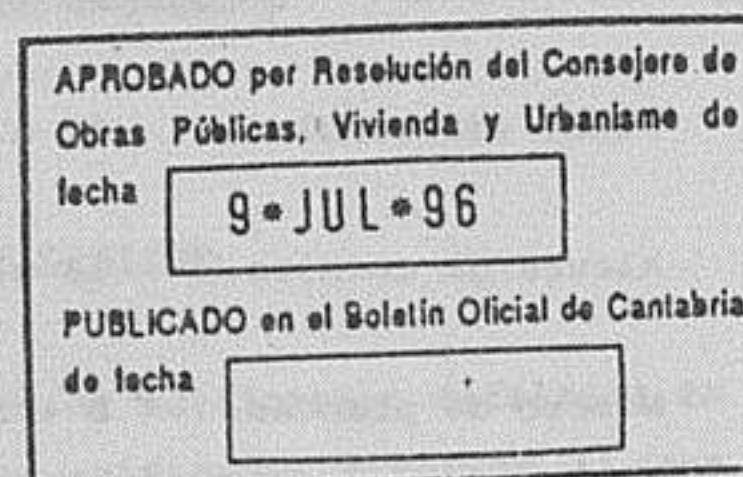 APROBADO por Resolución del Consejero de
Obras Públicas, Vivienda y Urbanismo de
fecha
9*JUL*96
PUBLICADO en el Boletín Oficial de Cantabria
de fecha